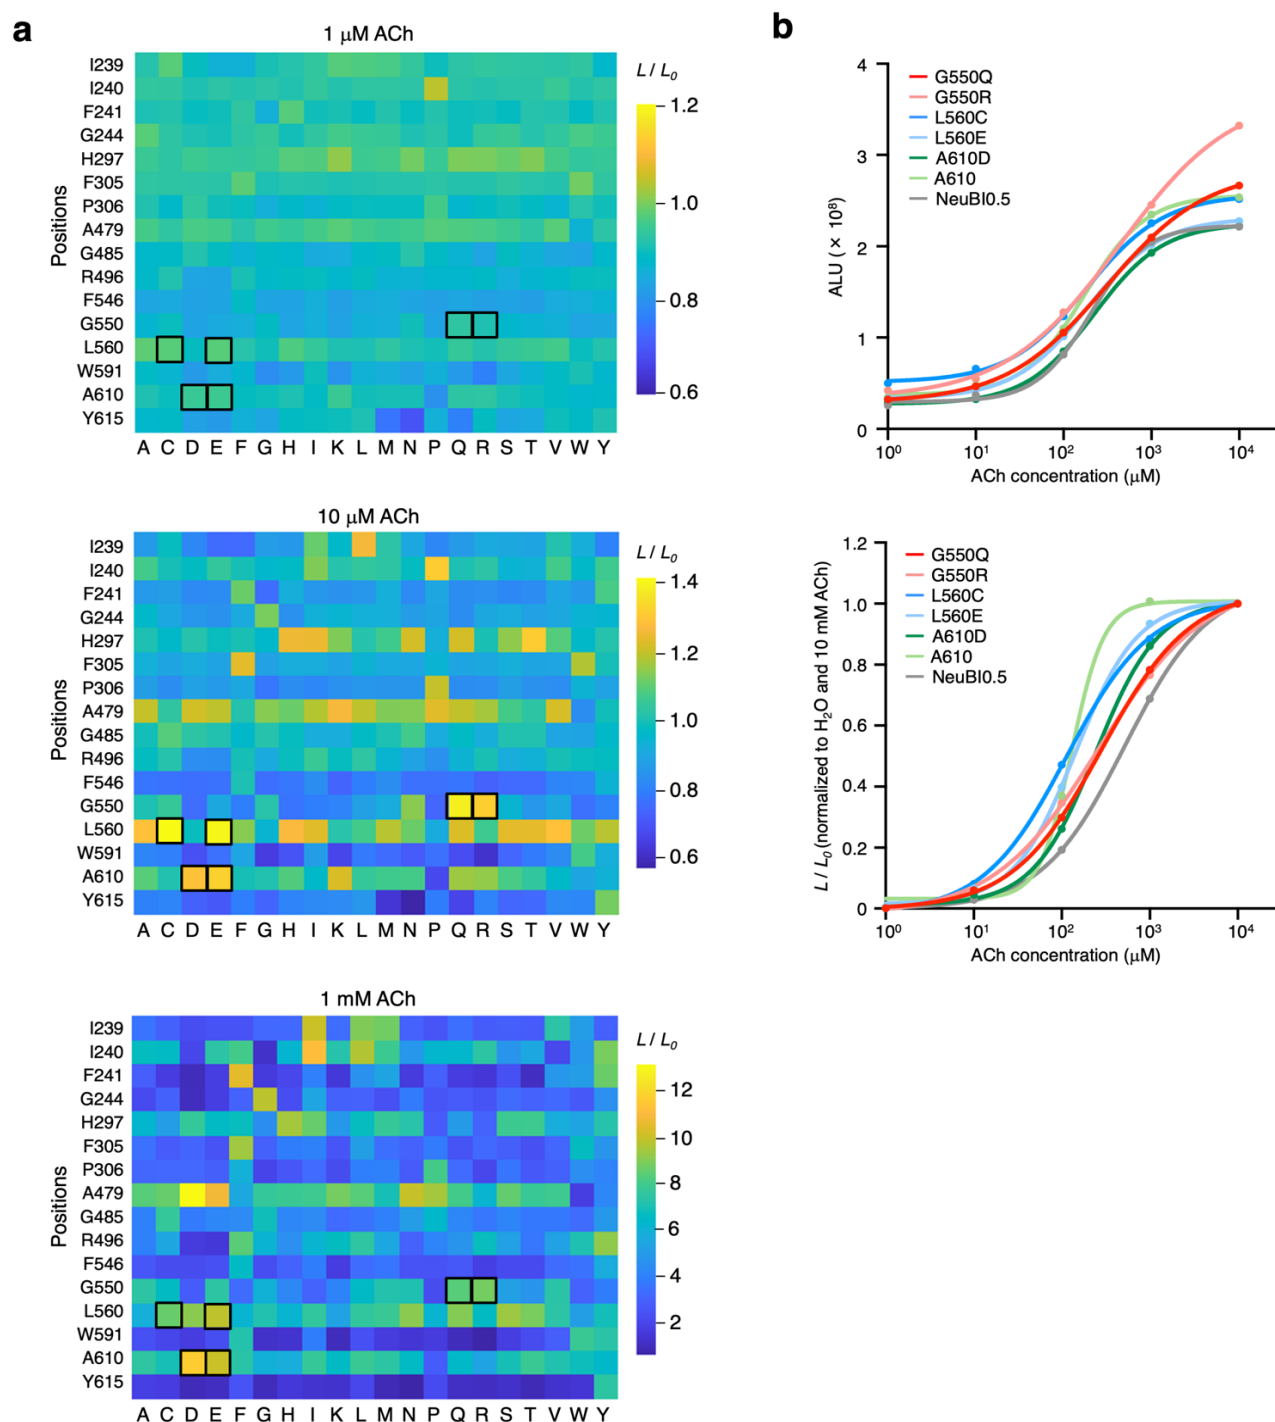 a
1 μM ACh
Positions
I239
I240
F241
G244
H297
F305
P306
A479
G485
R496
F546
G550
L560
W591
A610
Y615
A C D E F G H I K L M N P Q R S T V W Y
L / L0
1.2
1.0
0.8
0.6
10 μM ACh
Positions
I239
I240
F241
G244
H297
F305
P306
A479
G485
R496
F546
G550
L560
W591
A610
Y615
A C D E F G H I K L M N P Q R S T V W Y
L / L0
1.4
1.2
1.0
0.8
0.6
1 mM ACh
Positions
I239
I240
F241
G244
H297
F305
P306
A479
G485
R496
F546
G550
L560
W591
A610
Y615
A C D E F G H I K L M N P Q R S T V W Y
L / L0
12
10
8
6
4
2
b
ALU (× 10⁸)
4
3
2
1
0
G550Q
G550R
L560C
L560E
A610D
A610
NeuBI0.5
10⁰ 10¹ 10² 10³ 10⁴
ACh concentration (μM)
L / L0 (normalized to H₂O and 10 mM ACh)
1.2
1.0
0.8
0.6
0.4
0.2
0
G550Q
G550R
L560C
L560E
A610D
A610
NeuBI0.5
10⁰ 10¹ 10² 10³ 10⁴
ACh concentration (μM)